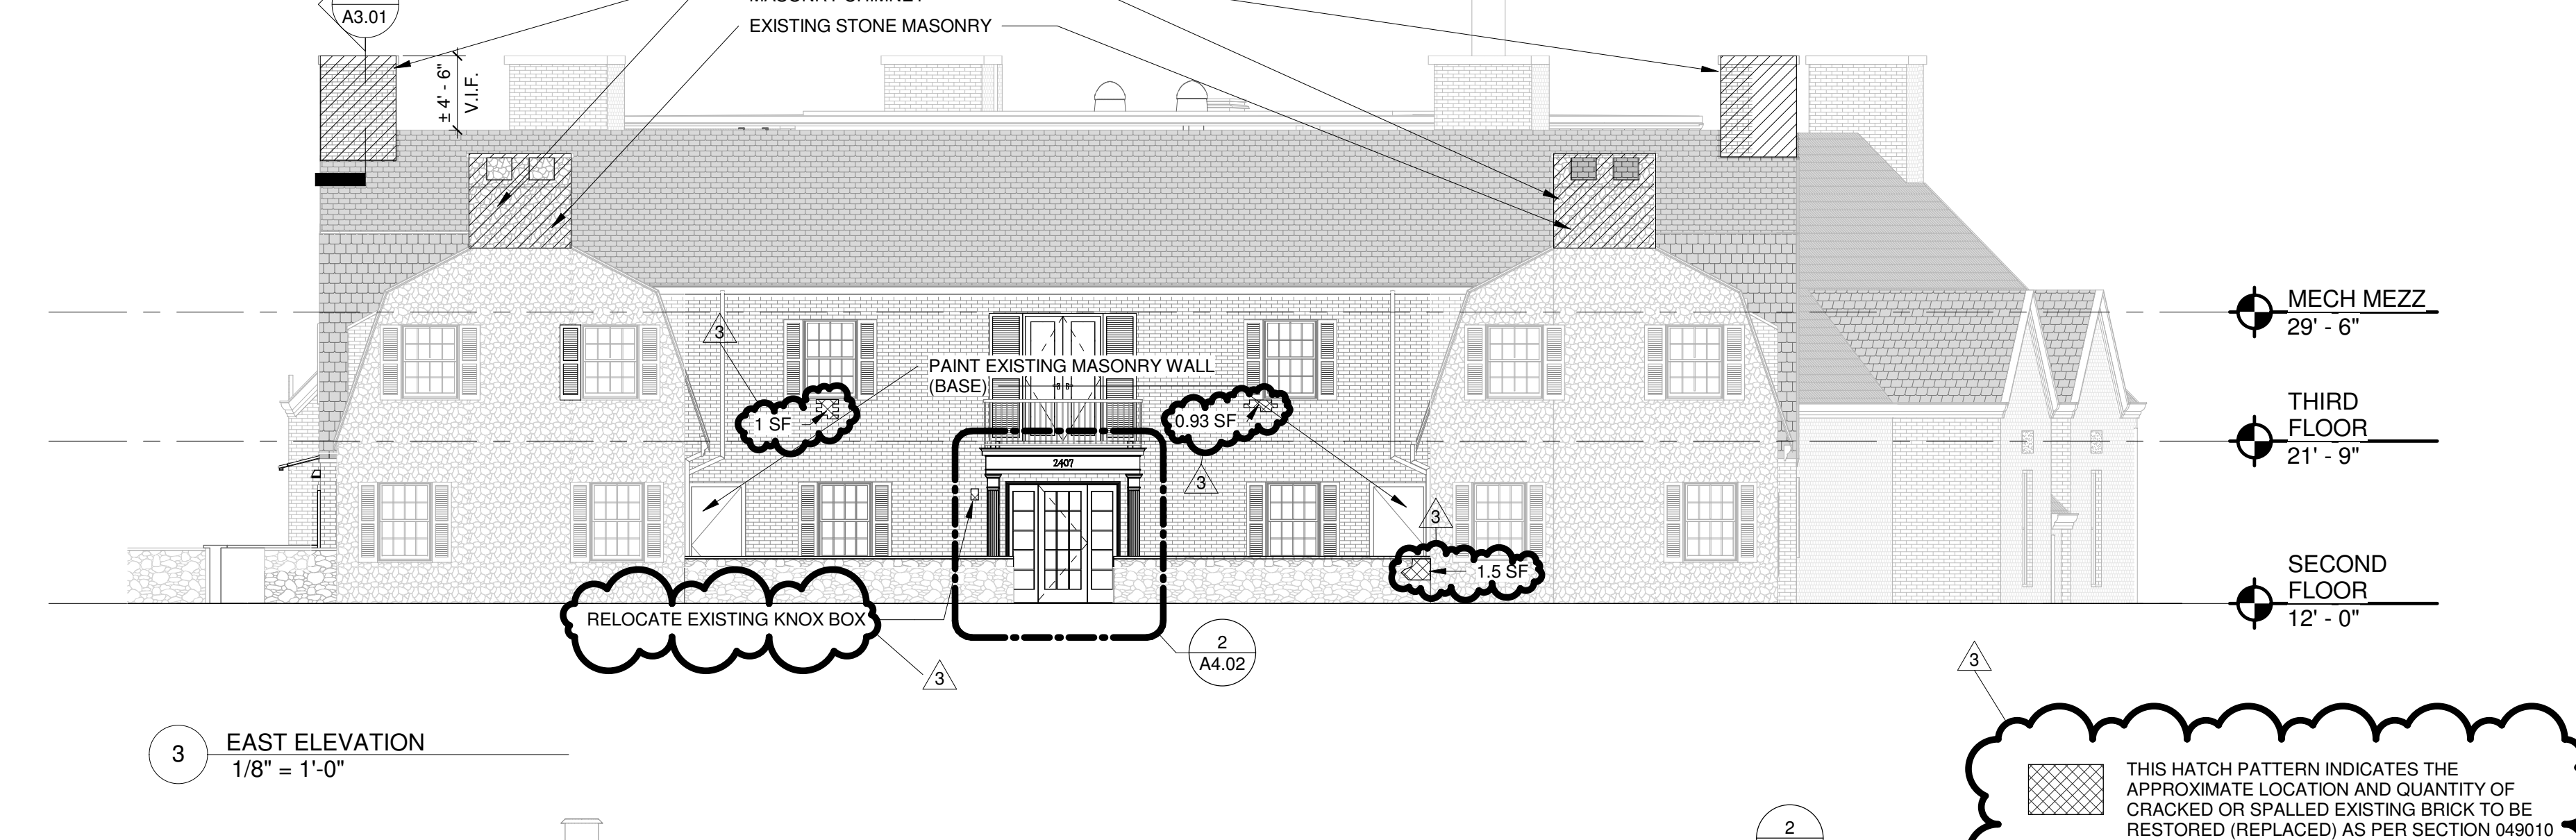 A3.01
MASONRY CHIMNEY
EXISTING STONE MASONRY
± 4' - 6"
V.I.F.
MECH MEZZ
29' - 6"
3
PAINT EXISTING MASONRY WALL
(BASE)
THIRD
FLOOR
21' - 9"
1 SF
0.93 SF
2407
3
3
SECOND
FLOOR
12' - 0"
1.5 SF
RELOCATE EXISTING KNOX BOX
3
2
A4.02
3
3
EAST ELEVATION
1/8" = 1'-0"
THIS HATCH PATTERN INDICATES THE
APPROXIMATE LOCATION AND QUANTITY OF
CRACKED OR SPALLED EXISTING BRICK TO BE
RESTORED (REPLACED) AS PER SECTION 049010
2